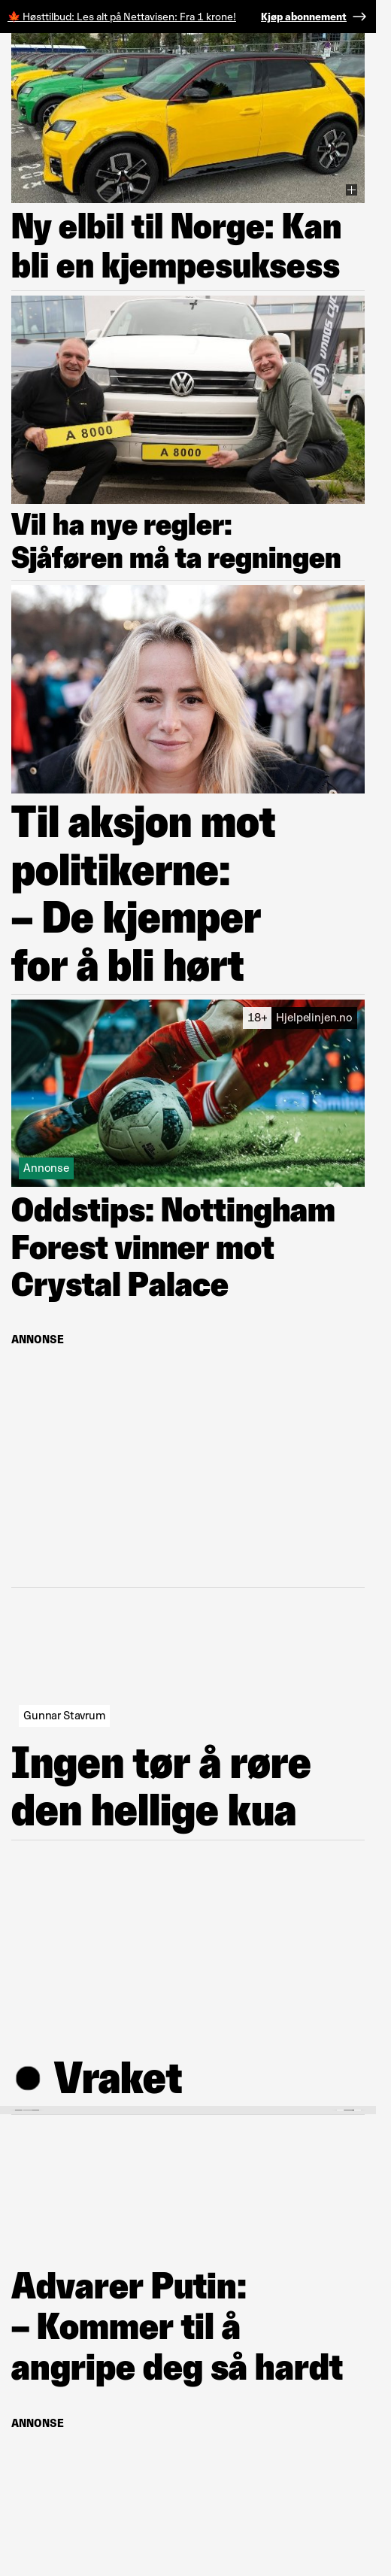 🍁 Høsttilbud: Les alt på Nettavisen: Fra 1 krone! Kjøp abonnement →
Ny elbil til Norge: Kan
bli en kjempesuksess
A 8000
A 8000
Vil ha nye regler:
Sjåføren må ta regningen
Til aksjon mot
politikerne:
– De kjemper
for å bli hørt
18+ Hjelpelinjen.no
Annonse
Oddstips: Nottingham
Forest vinner mot
Crystal Palace
ANNONSE
Gunnar Stavrum
Ingen tør å røre
den hellige kua
Vraket
Advarer Putin:
– Kommer til å
angripe deg så hardt
ANNONSE